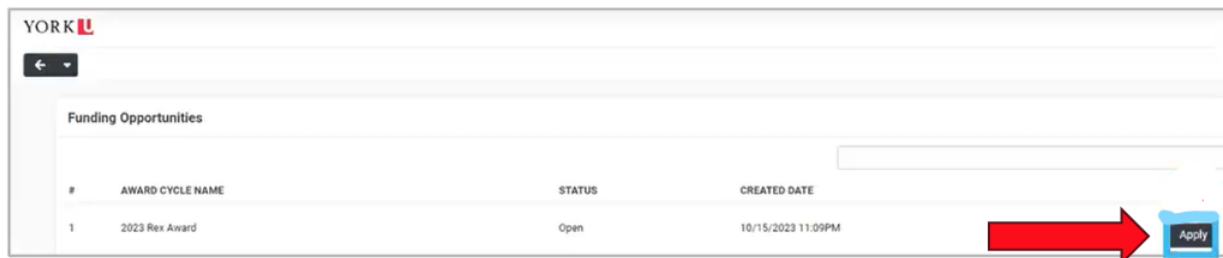 YORK U
Funding Opportunities
# AWARD CYCLE NAME STATUS CREATED DATE
1 2023 Rex Award Open 10/15/2023 11:09PM Apply